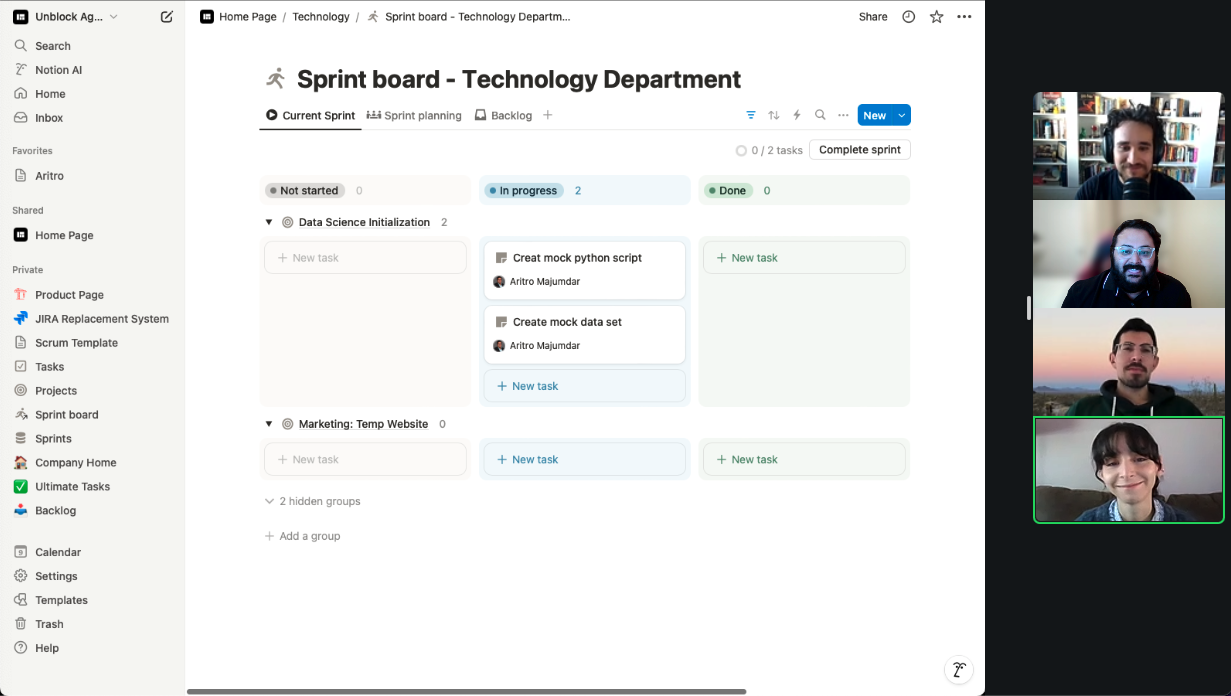 Unblock Ag...
Search
Notion AI
Home
Inbox
Favorites
Aritro
Shared
Home Page
Private
Product Page
JIRA Replacement System
Scrum Template
Tasks
Projects
Sprint board
Sprints
Company Home
Ultimate Tasks
Backlog
Calendar
Settings
Templates
Trash
Help
Home Page / Technology / Sprint board - Technology Departm...
Share
Sprint board - Technology Department
Current Sprint Sprint planning Backlog
New
0 / 2 tasks Complete sprint
Not started 0 In progress 2 Done 0
Data Science Initialization 2
New task
Creat mock python script
Aritro Majumdar
Create mock data set
Aritro Majumdar
New task
New task
Marketing: Temp Website 0
New task New task New task
2 hidden groups
Add a group